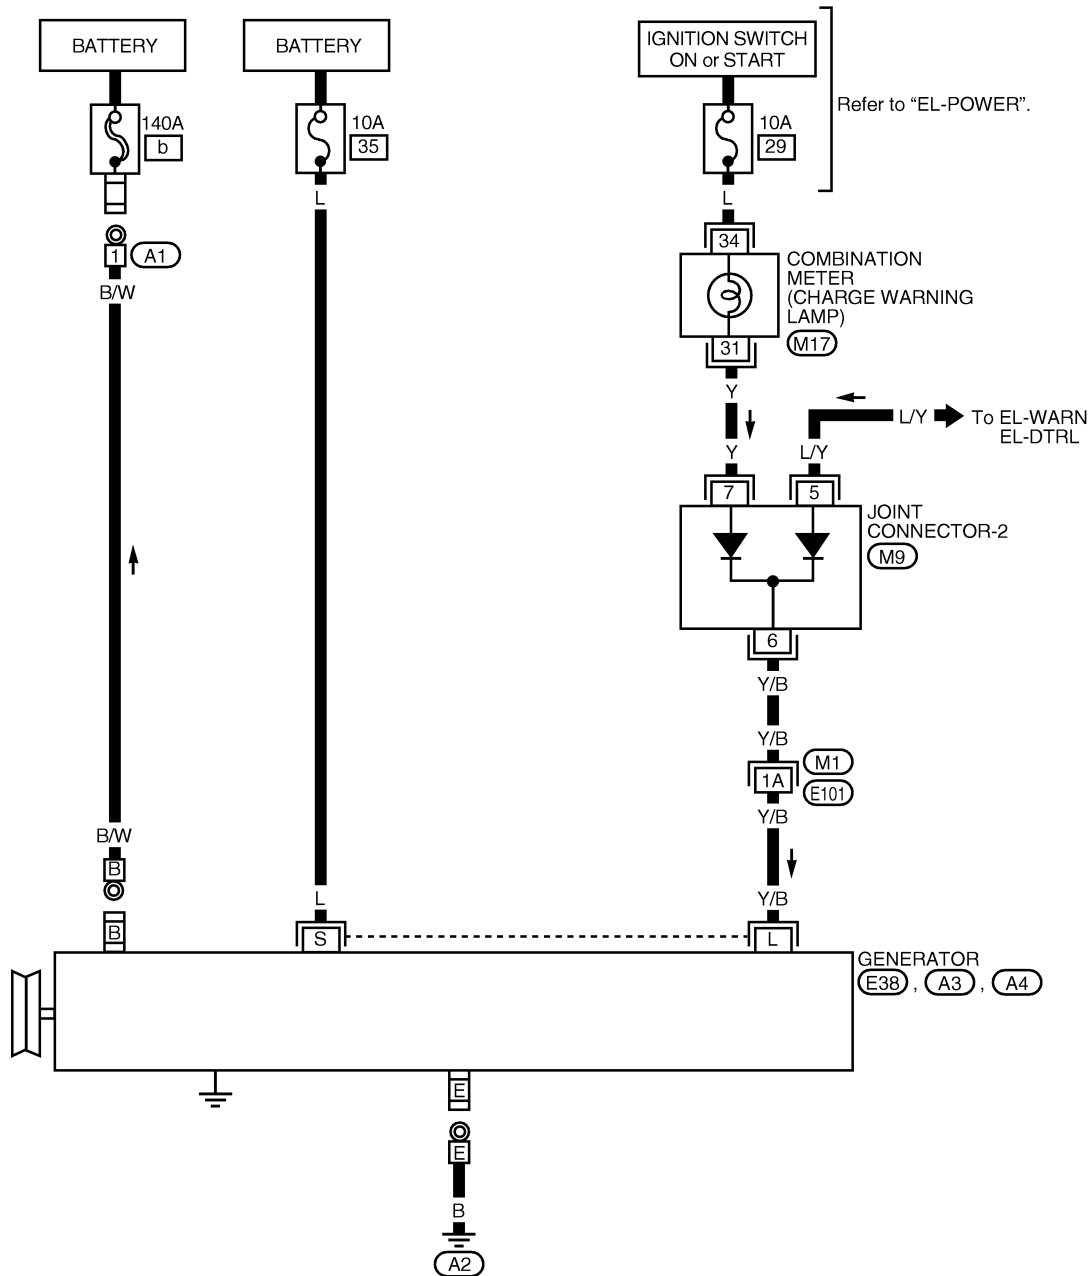 BATTERY
BATTERY
IGNITION SWITCH
ON or START
Refer to “EL-POWER”.
140A
b
10A
35
10A
29
L
L
34
1
A1
COMBINATION
METER
(CHARGE WARNING
LAMP)
M17
B/W
31
Y
L/Y
To EL-WARN
EL-DTRL
Y
L/Y
7
5
JOINT
CONNECTOR-2
M9
6
Y/B
Y/B
M1
1A
E101
Y/B
B/W
B
L
Y/B
B
S
L
GENERATOR
E38 , A3 , A4
E
E
B
A2